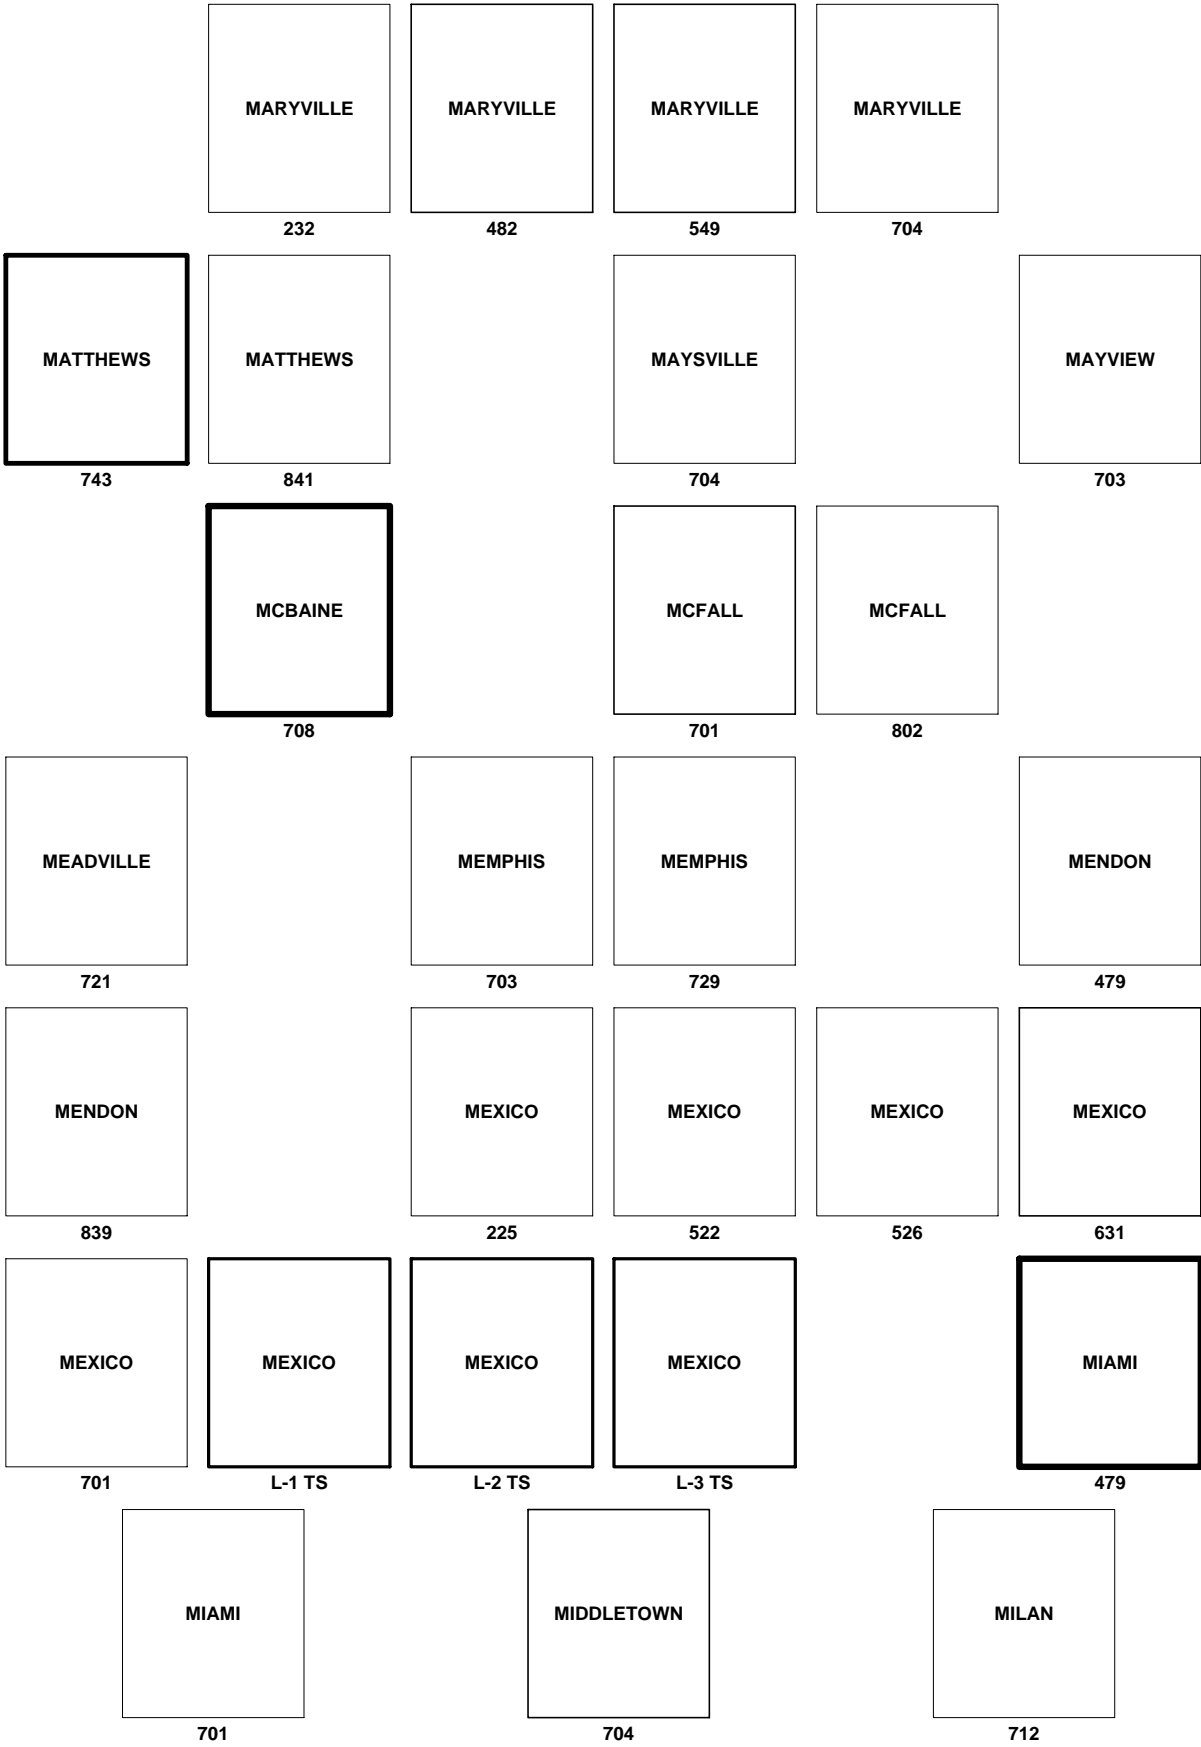 MARYVILLE MARYVILLE MARYVILLE MARYVILLE
232 482 549 704
MATTHEWS MATTHEWS MAYSVILLE MAYVIEW
743 841 704 703
MCBAINE MCFALL MCFALL
708 701 802
MEADVILLE MEMPHIS MEMPHIS MENDON
721 703 729 479
MENDON MEXICO MEXICO MEXICO MEXICO
839 225 522 526 631
MEXICO MEXICO MEXICO MEXICO MIAMI
701 L-1 TS L-2 TS L-3 TS 479
MIAMI MIDDLETOWN MILAN
701 704 712